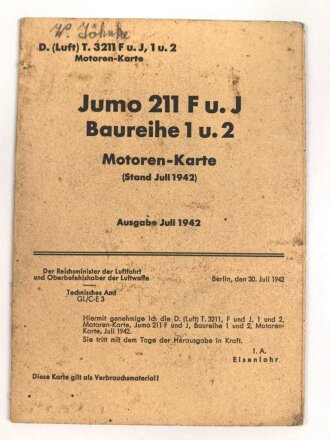 W. Jöhnke
D. (Luft) T. 3211 F u. J, 1 u. 2
Motoren-Karte
Jumo 211 F u. J
Baureihe 1 u. 2
Motoren-Karte
(Stand Juli 1942)
Ausgabe Juli 1942
Der Reichsminister der Luftfahrt
und Oberbefehlshaber der Luftwaffe
Berlin, den 30. Juli 1942
Technisches Amt
GL/C-E 3
Hiermit genehmige ich die D. (Luft) T. 3211, F und J, 1 und 2,
Motoren-Karte, Jumo 211 F und J, Baureihe 1 und 2, Motoren-
Karte, Juli 1942.
Sie tritt mit dem Tage der Herausgabe in Kraft.
I. A.
Eisenlohr
Diese Karte gilt als Verbrauchsmaterial!